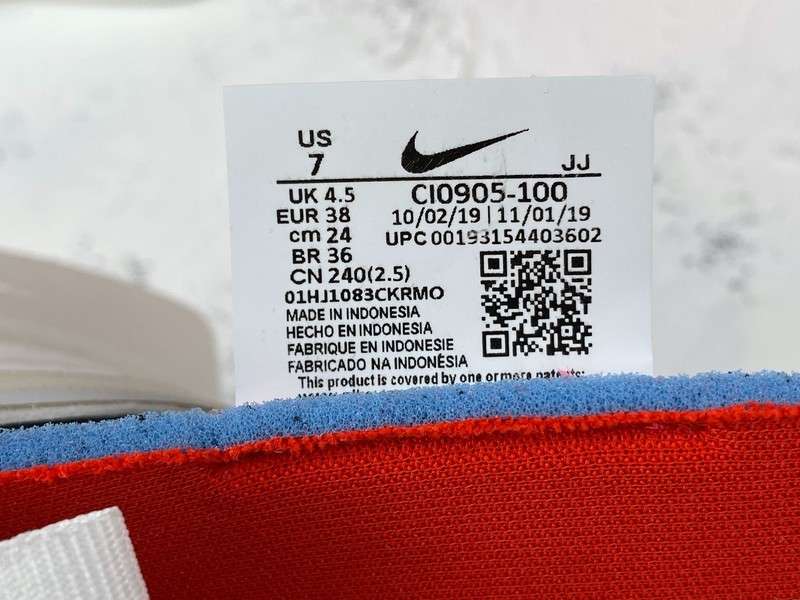 US
7
JJ
UK 4.5
CI0905-100
EUR 38
10/02/19 | 11/01/19
cm 24
UPC 00193154403602
BR 36
CN 240(2.5)
01HJ1083CKRMO
MADE IN INDONESIA
HECHO EN INDONESIA
FABRIQUE EN INDONESIE
FABRICADO NA INDONÉSIA
This product is covered by one or more patents: